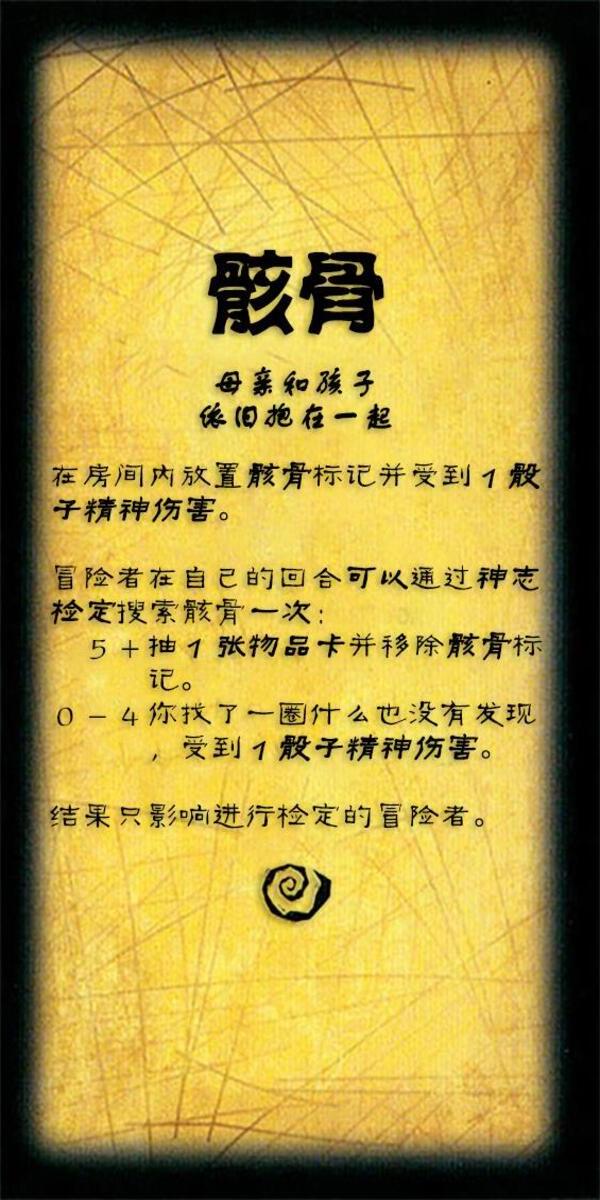 骸骨
母亲和孩子
依旧抱在一起
在房间内放置骸骨标记并受到1骰
子精神伤害。
冒险者在自己的回合可以通过神志
检定搜索骸骨一次：
5+抽1张物品卡并移除骸骨标
记。
0-4你找了一圈什么也没有发现
，受到1骰子精神伤害。
结果只影响进行检定的冒险者。